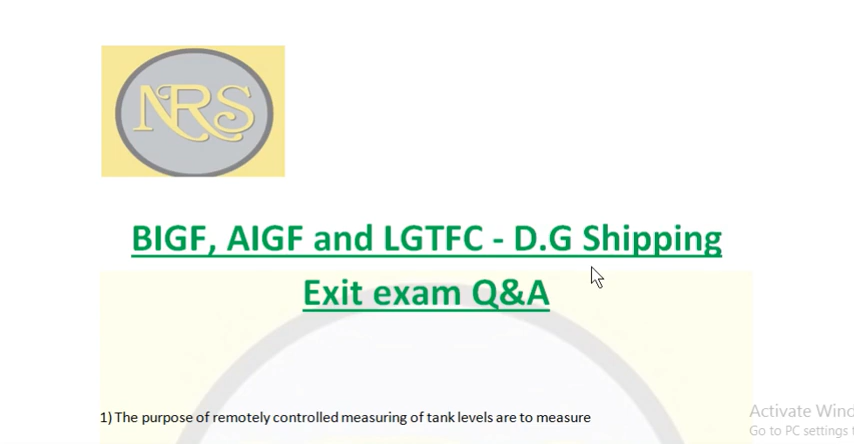 NRS
BIGF, AIGF and LGTFC - D.G Shipping
Exit exam Q&A
1) The purpose of remotely controlled measuring of tank levels are to measure
Activate Wind
Go to PC settings